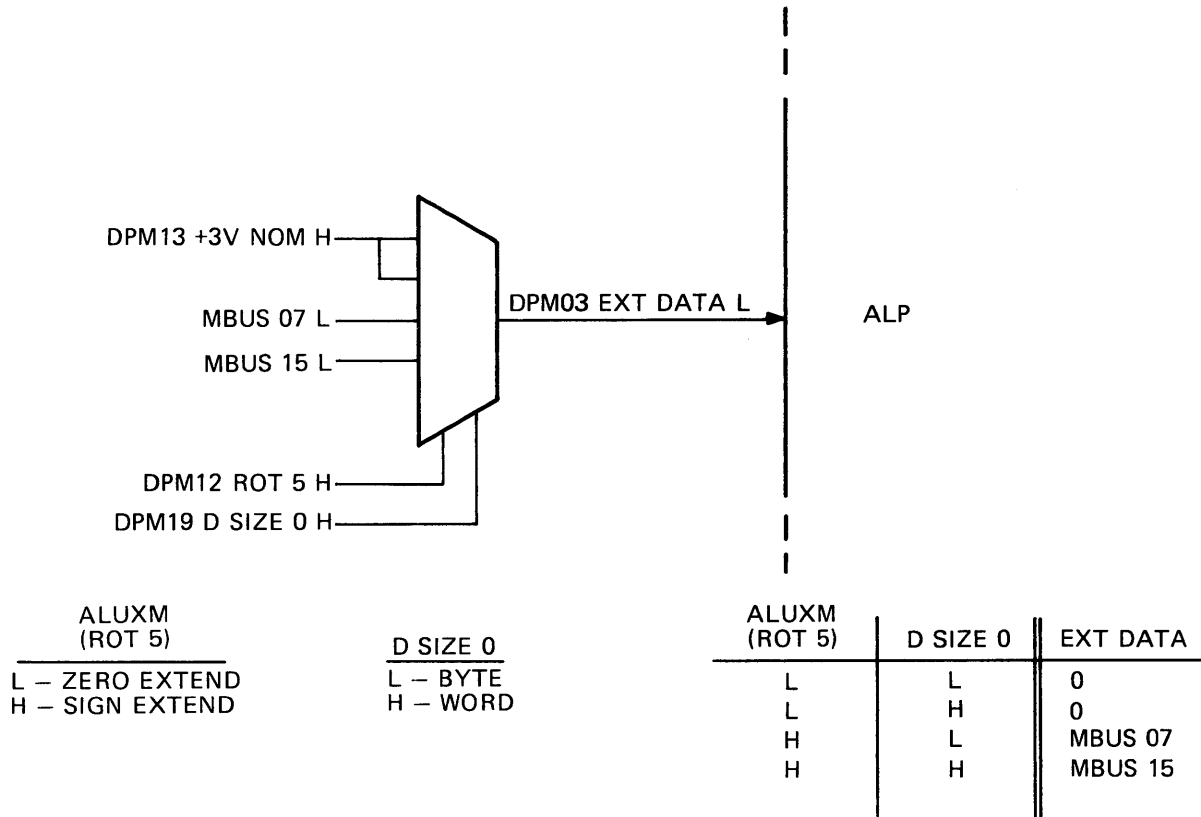 DPM13 +3V NOM H
MBUS 07 L
MBUS 15 L
DPM03 EXT DATA L
ALP
DPM12 ROT 5 H
DPM19 D SIZE 0 H
ALUXM
(ROT 5)
L – ZERO EXTEND
H – SIGN EXTEND
D SIZE 0
L – BYTE
H – WORD
ALUXM
(ROT 5) D SIZE 0 EXT DATA
L L 0
L H 0
H L MBUS 07
H H MBUS 15